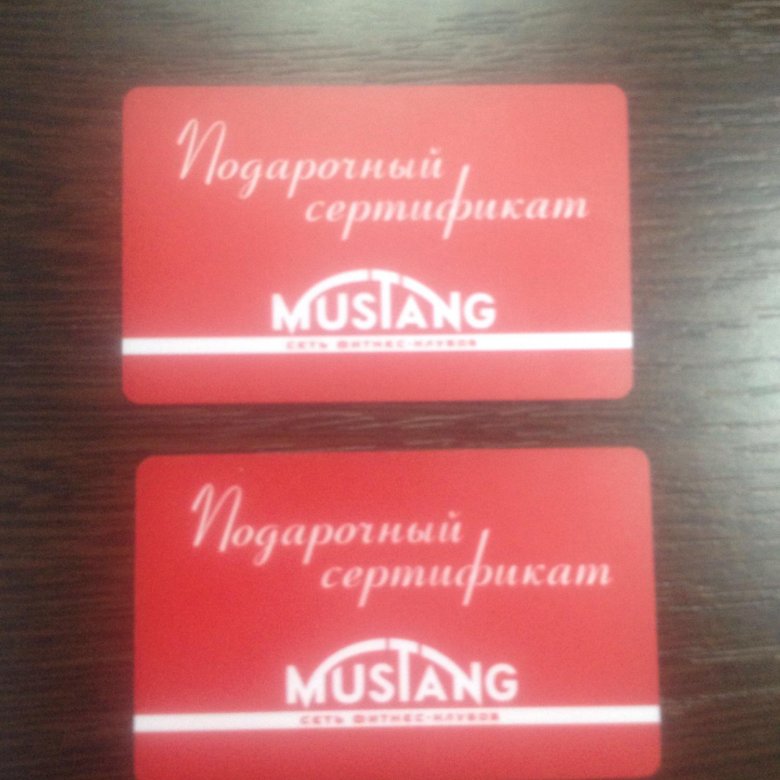 Подарочный
сертификат
MUSTANG
СЕТЬ ФИТНЕС-КЛУБОВ
Подарочный
сертификат
MUSTANG
СЕТЬ ФИТНЕС-КЛУБОВ